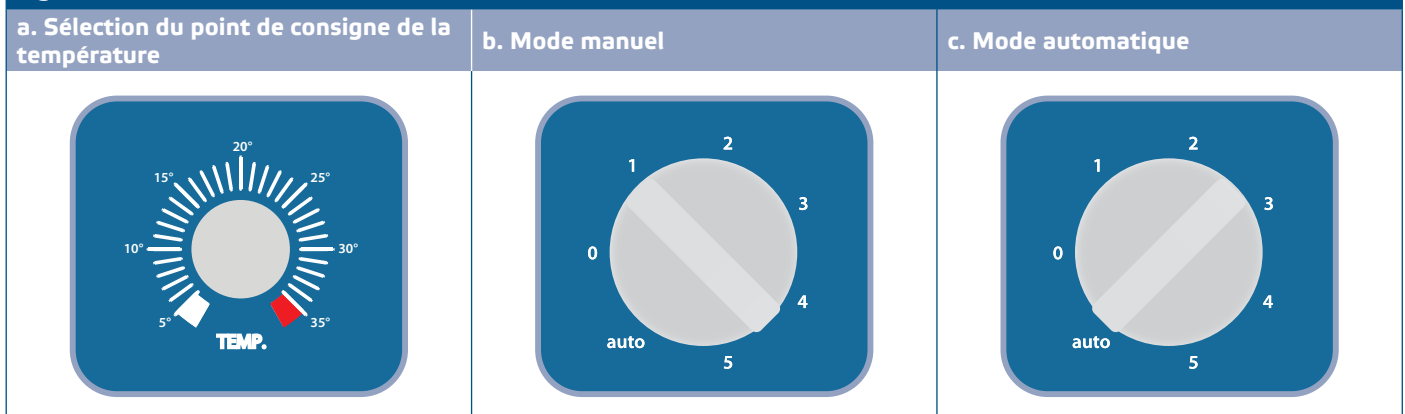 a. Sélection du point de consigne de la
température
b. Mode manuel
c. Mode automatique
20°
15°
25°
10°
30°
5°
35°
TEMP.
2
1
3
0
4
auto
5
2
1
3
0
4
auto
5